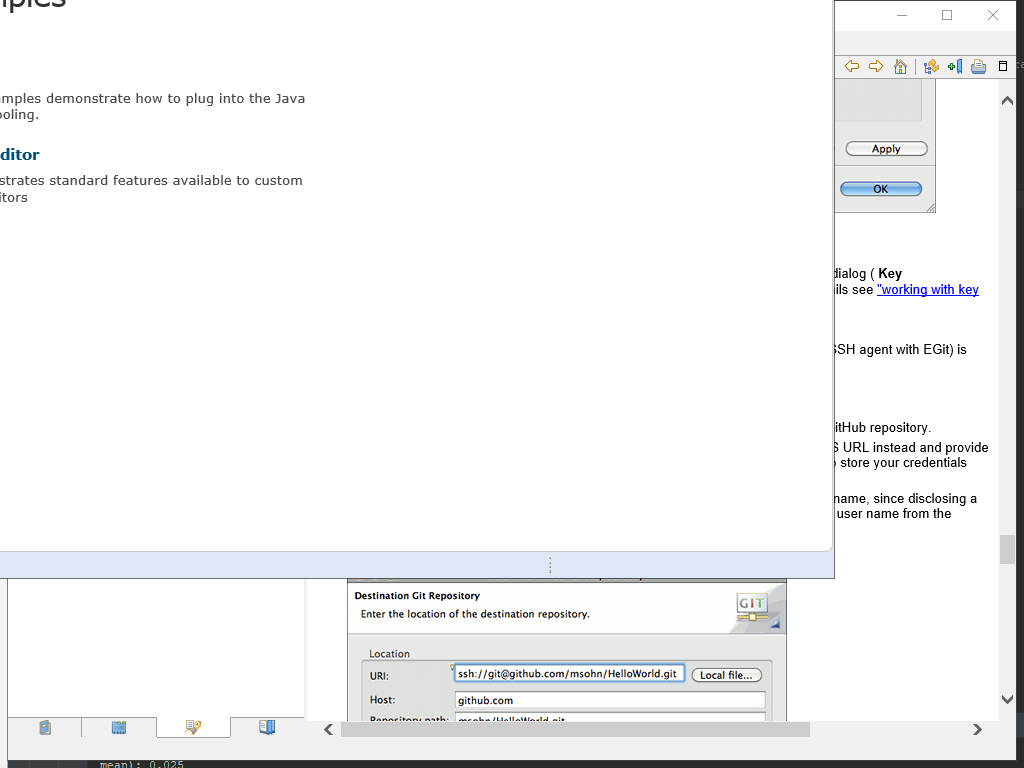 mples demonstrate how to plug into the Java
ooling.
ditor
strates standard features available to custom
itors
Apply
OK
dialog ( Key
ils see "working with key
SSH agent with EGit) is
itHub repository.
S URL instead and provide
store your credentials
name, since disclosing a
user name from the
Destination Git Repository
Enter the location of the destination repository.
GIT
Location
URI:
ssh://git@github.com/msohn/HelloWorld.git
Local file...
Host:
github.com
Repository path:
msohn/HelloWorld.git
mean): 0.025